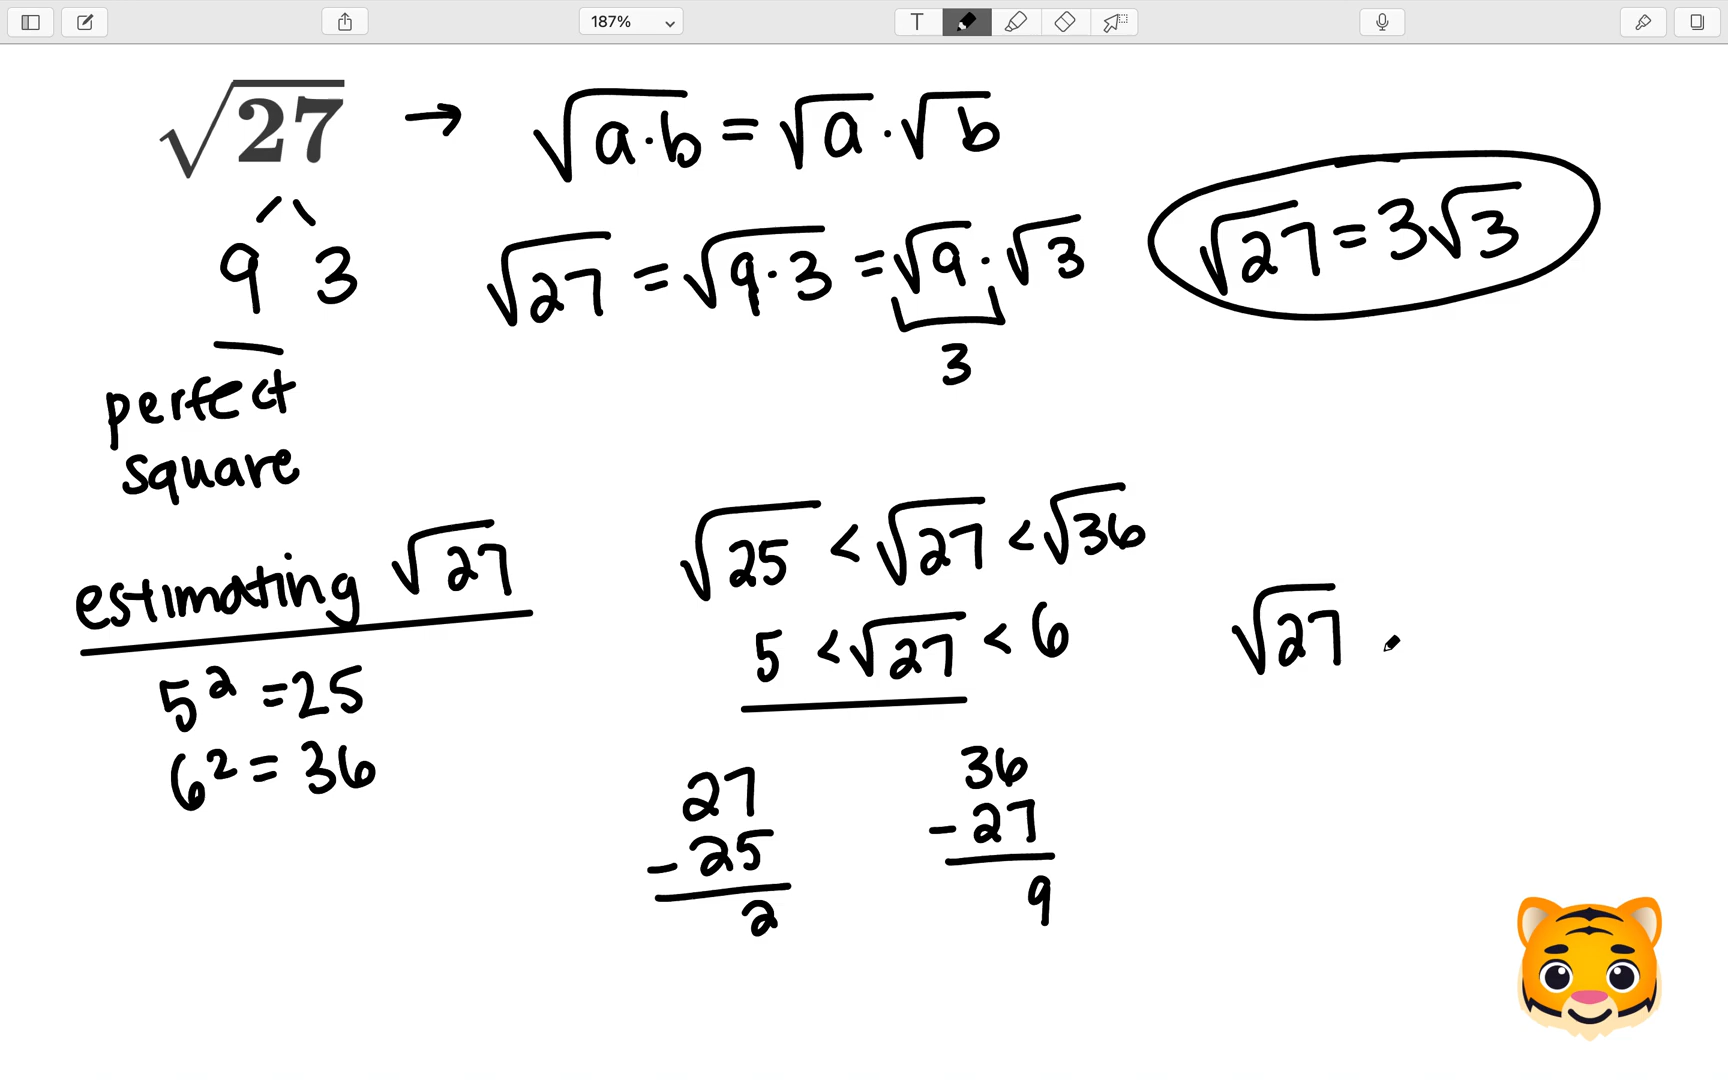 187%
T
√27 → √a·b = √a · √b
9 3
√27 = √9·3 = √9 · √3
3
√27 = 3√3
perfect
square
estimating √27
5² = 25
6² = 36
√25 < √27 < √36
5 < √27 < 6
27
- 25
2
36
- 27
9
√27